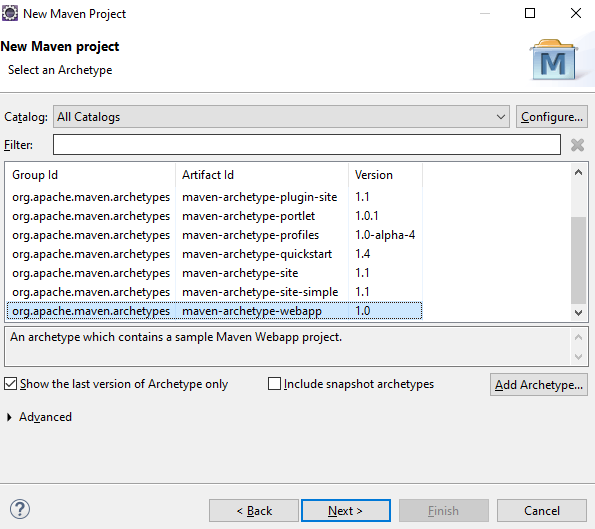 New Maven Project
New Maven project
Select an Archetype
M
Catalog: All Catalogs Configure...
Filter:
Group Id Artifact Id Version
org.apache.maven.archetypes maven-archetype-plugin-site 1.1
org.apache.maven.archetypes maven-archetype-portlet 1.0.1
org.apache.maven.archetypes maven-archetype-profiles 1.0-alpha-4
org.apache.maven.archetypes maven-archetype-quickstart 1.4
org.apache.maven.archetypes maven-archetype-site 1.1
org.apache.maven.archetypes maven-archetype-site-simple 1.1
org.apache.maven.archetypes maven-archetype-webapp 1.0
An archetype which contains a sample Maven Webapp project.
Show the last version of Archetype only Include snapshot archetypes Add Archetype...
Advanced
? < Back Next > Finish Cancel